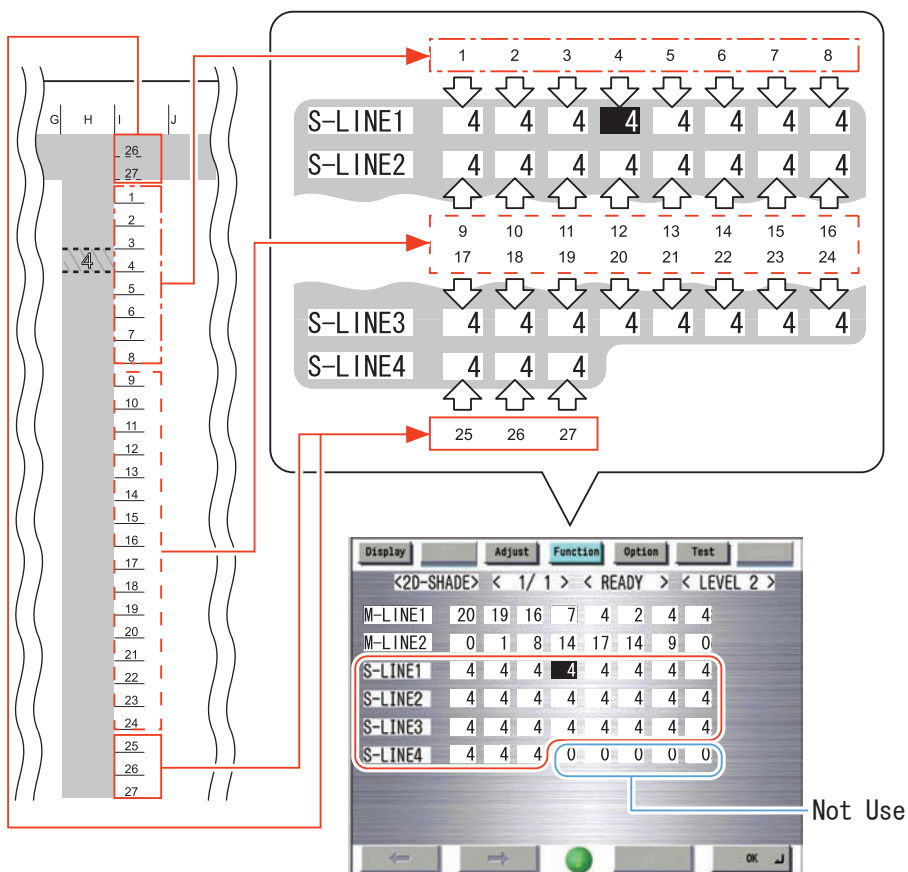 G H I J
26
27
1
2
3
4
4
5
6
7
8
9
10
11
12
13
14
15
16
17
18
19
20
21
22
23
24
25
26
27
1 2 3 4 5 6 7 8
S-LINE1 4 4 4 4 4 4 4 4
S-LINE2 4 4 4 4 4 4 4 4
9 10 11 12 13 14 15 16
17 18 19 20 21 22 23 24
S-LINE3 4 4 4 4 4 4 4 4
S-LINE4 4 4 4
25 26 27
Display Adjust Function Option Test
<2D-SHADE> < 1/ 1 > < READY > < LEVEL 2 >
M-LINE1 20 19 16 7 4 2 4 4
M-LINE2 0 1 8 14 17 14 9 0
S-LINE1 4 4 4 4 4 4 4 4
S-LINE2 4 4 4 4 4 4 4 4
S-LINE3 4 4 4 4 4 4 4 4
S-LINE4 4 4 4 0 0 0 0 0
Not Use
OK